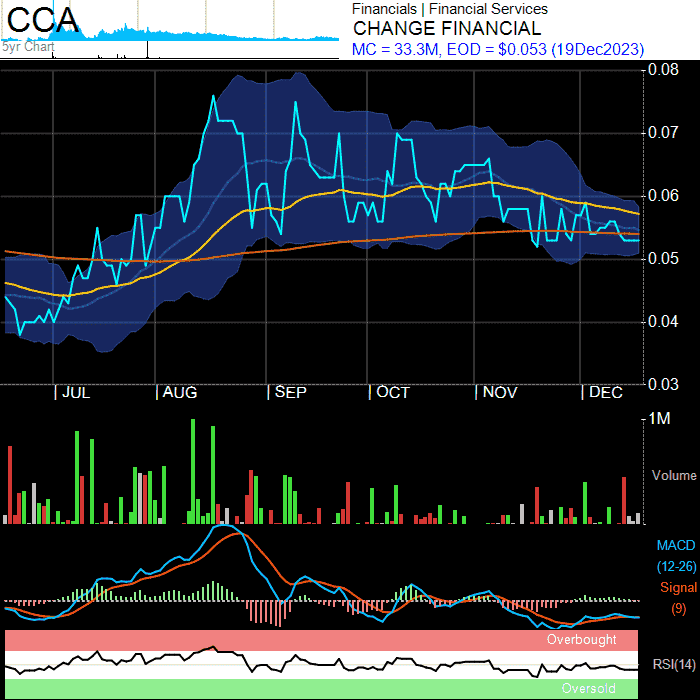 CCA
5yr Chart
Financials | Financial Services
CHANGE FINANCIAL
MC = 33.3M, EOD = $0.053 (19Dec2023)
0.08
0.07
0.06
0.05
0.04
0.03
JUL AUG SEP OCT NOV DEC
1M
Volume
MACD
(12-26)
Signal
(9)
Overbought
RSI(14)
Oversold